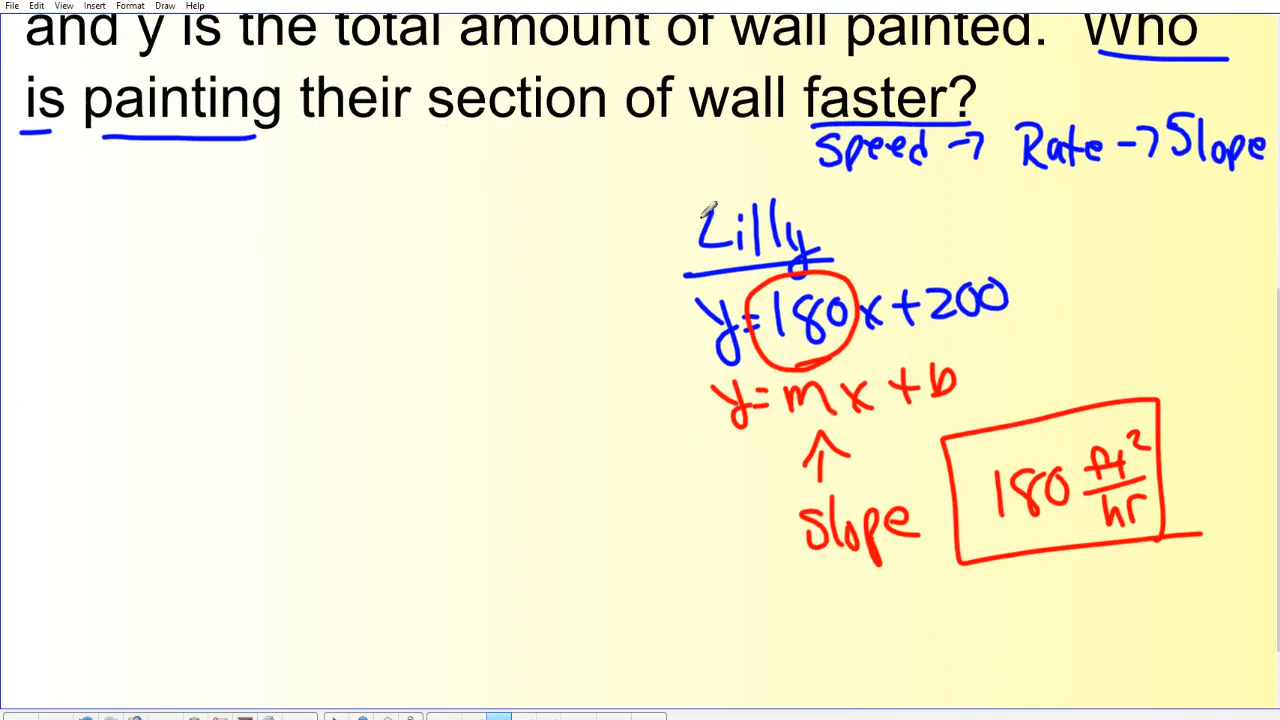 File Edit View Insert Format Draw Help
and y is the total amount of wall painted. Who
is painting their section of wall faster?
Speed → Rate → Slope
Lilly
y=180x+200
y=mx+b
slope
180 ft²/hr